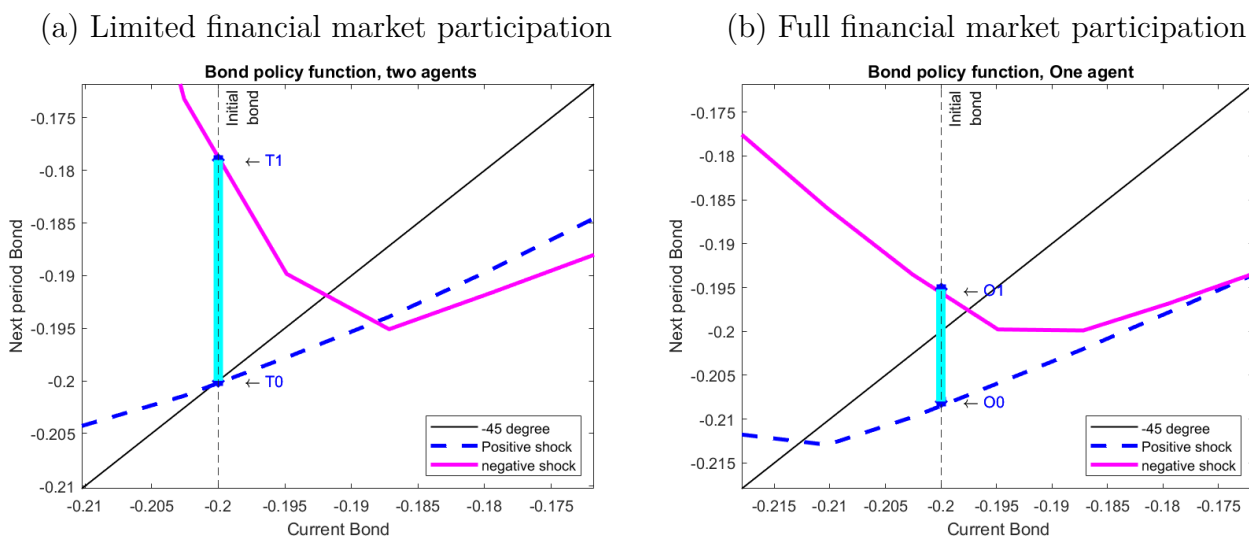 (a) Limited financial market participation
Bond policy function, two agents
Next period Bond
-0.175
-0.18
-0.185
-0.19
-0.195
-0.2
-0.205
-0.21
Initial
bond
← T1
← T0
-45 degree
Positive shock
negative shock
-0.21 -0.205 -0.2 -0.195 -0.19 -0.185 -0.18 -0.175
Current Bond
(b) Full financial market participation
Bond policy function, One agent
Next period Bond
-0.175
-0.18
-0.185
-0.19
-0.195
-0.2
-0.205
-0.21
-0.215
Initial
bond
← O1
← O0
-45 degree
Positive shock
negative shock
-0.215 -0.21 -0.205 -0.2 -0.195 -0.19 -0.185 -0.18 -0.175
Current Bond